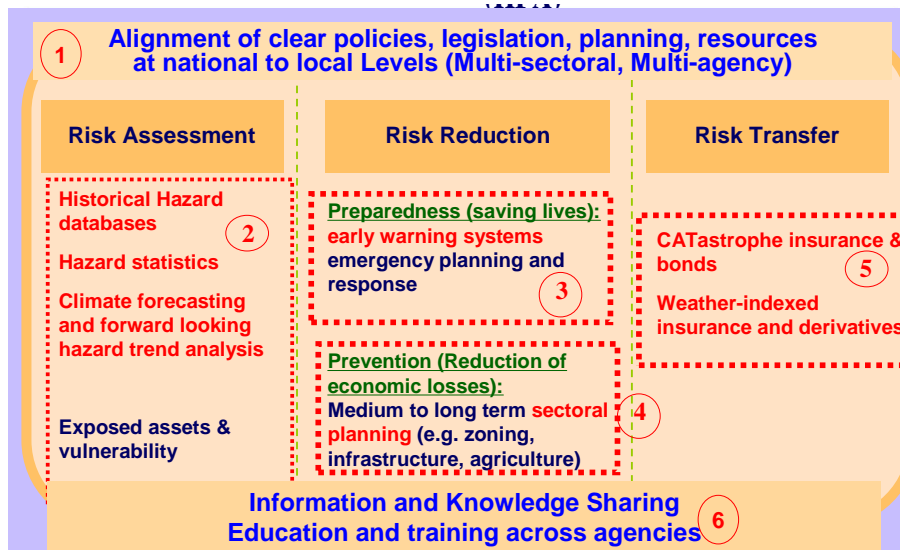 1
Alignment of clear policies, legislation, planning, resources
at national to local Levels (Multi-sectoral, Multi-agency)
Risk Assessment
Historical Hazard
databases
2
Hazard statistics
Climate forecasting
and forward looking
hazard trend analysis
Exposed assets &
vulnerability
Risk Reduction
Preparedness (saving lives):
early warning systems
emergency planning and
response
3
Prevention (Reduction of
economic losses):
Medium to long term sectoral
planning (e.g. zoning,
infrastructure, agriculture)
4
Risk Transfer
CATastrophe insurance &
bonds
5
Weather-indexed
insurance and derivatives
Information and Knowledge Sharing
Education and training across agencies
6